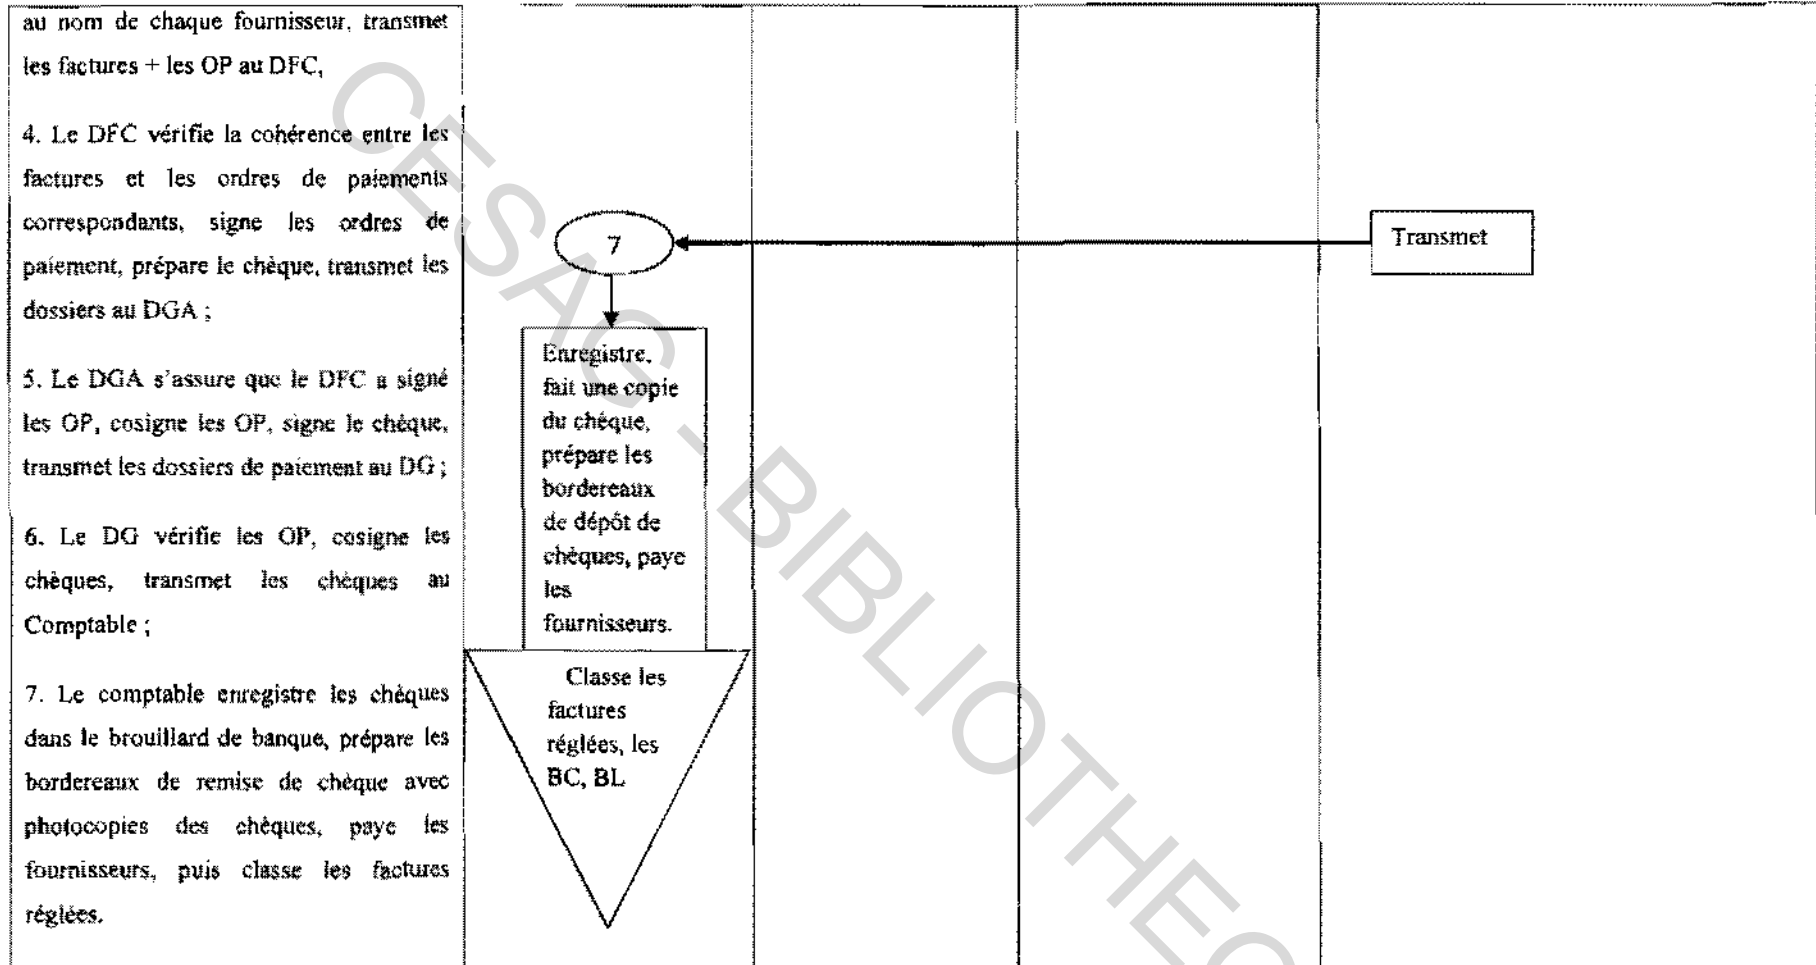 au nom de chaque fournisseur, transmet
les factures + les OP au DFC,
4. Le DFC vérifie la cohérence entre les
factures et les ordres de paiements
correspondants, signe les ordres de
paiement, prépare le chèque, transmet les
dossiers au DGA ;
5. Le DGA s'assure que le DFC a signé
les OP, cosigne les OP, signe le chèque,
transmet les dossiers de paiement au DG ;
6. Le DG vérifie les OP, cosigne les
chèques, transmet les chèques au
Comptable ;
7. Le comptable enregistre les chèques
dans le brouillard de banque, prépare les
bordereaux de remise de chèque avec
photocopies des chèques, paye les
fournisseurs, puis classe les factures
réglées.
7
Transmet
Enregistre,
fait une copie
du chèque,
prépare les
bordereaux
de dépôt de
chèques, paye
les
fournisseurs.
Classe les
factures
réglées, les
BC, BL
CESAG - BIBLIOTHEC